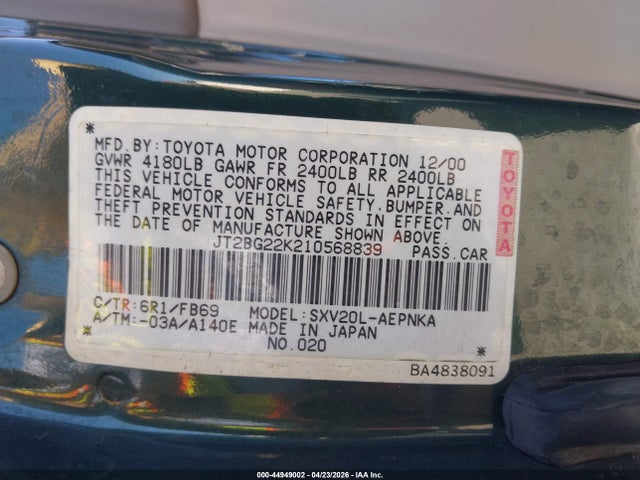 MFD.BY:TOYOTA MOTOR CORPORATION 12/00
GVWR 4180LB GAWR FR 2400LB RR 2400LB
THIS VEHICLE CONFORMS TO ALL APPLICABLE
FEDERAL MOTOR VEHICLE SAFETY,BUMPER,AND
THEFT PREVENTION STANDARDS IN EFFECT ON
THE DATE OF MANUFACTURE SHOWN ABOVE.
JT2BG22K210568839 PASS.CAR
TOYOTA
C/TR:6R1/FB69 MODEL:SXV20L-AEPNKA
A/TM:-03A/A140E MADE IN JAPAN
NO.020
BA4838091
000-44949002 - 04/23/2026 - IAA Inc.